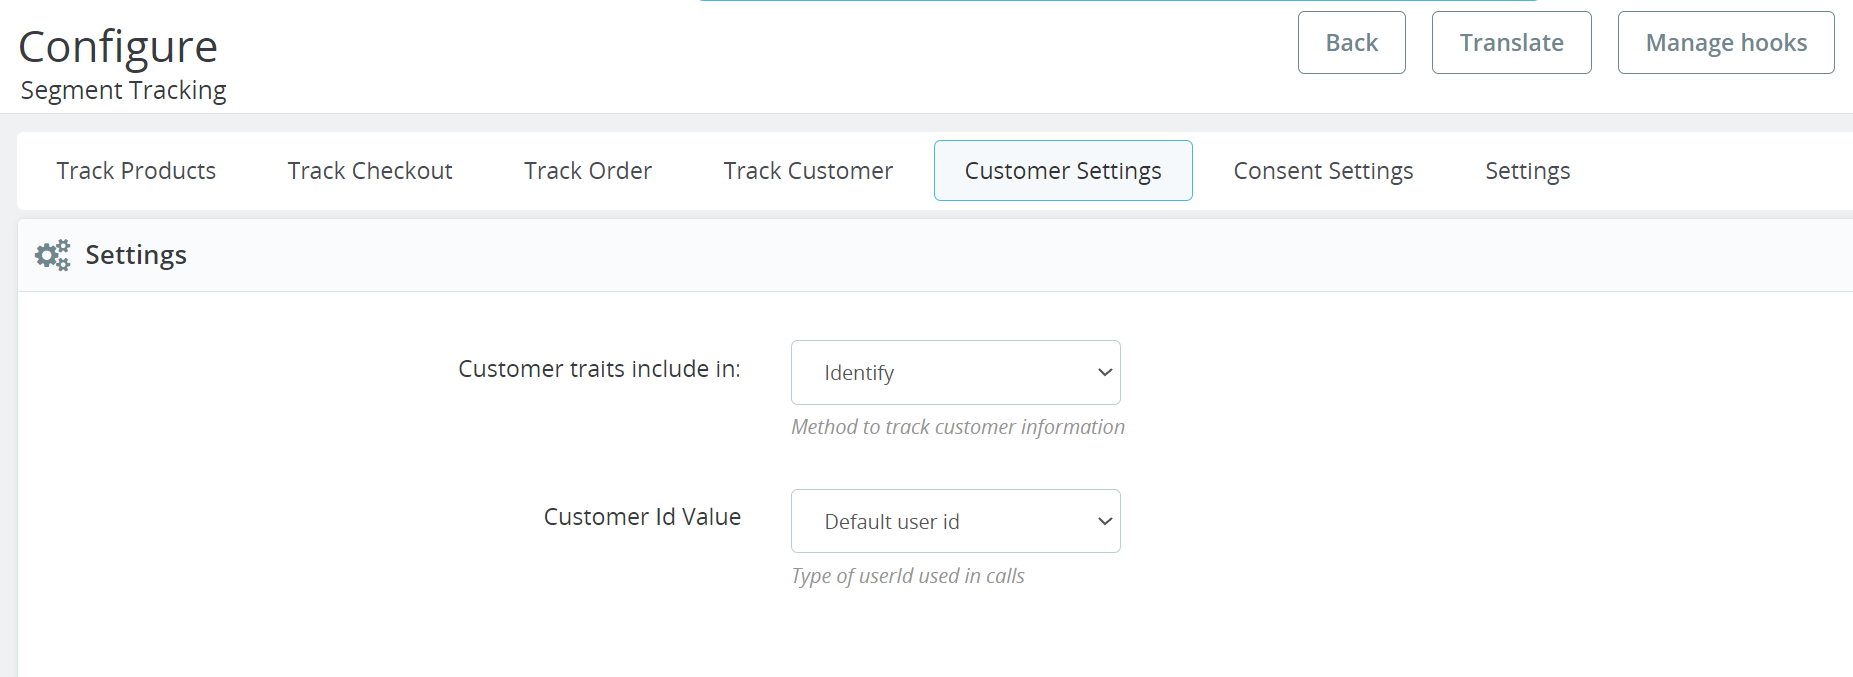 Configure
Segment Tracking
Back
Translate
Manage hooks
Track Products
Track Checkout
Track Order
Track Customer
Customer Settings
Consent Settings
Settings
Settings
Customer traits include in:
Identify
Method to track customer information
Customer Id Value
Default user id
Type of userId used in calls